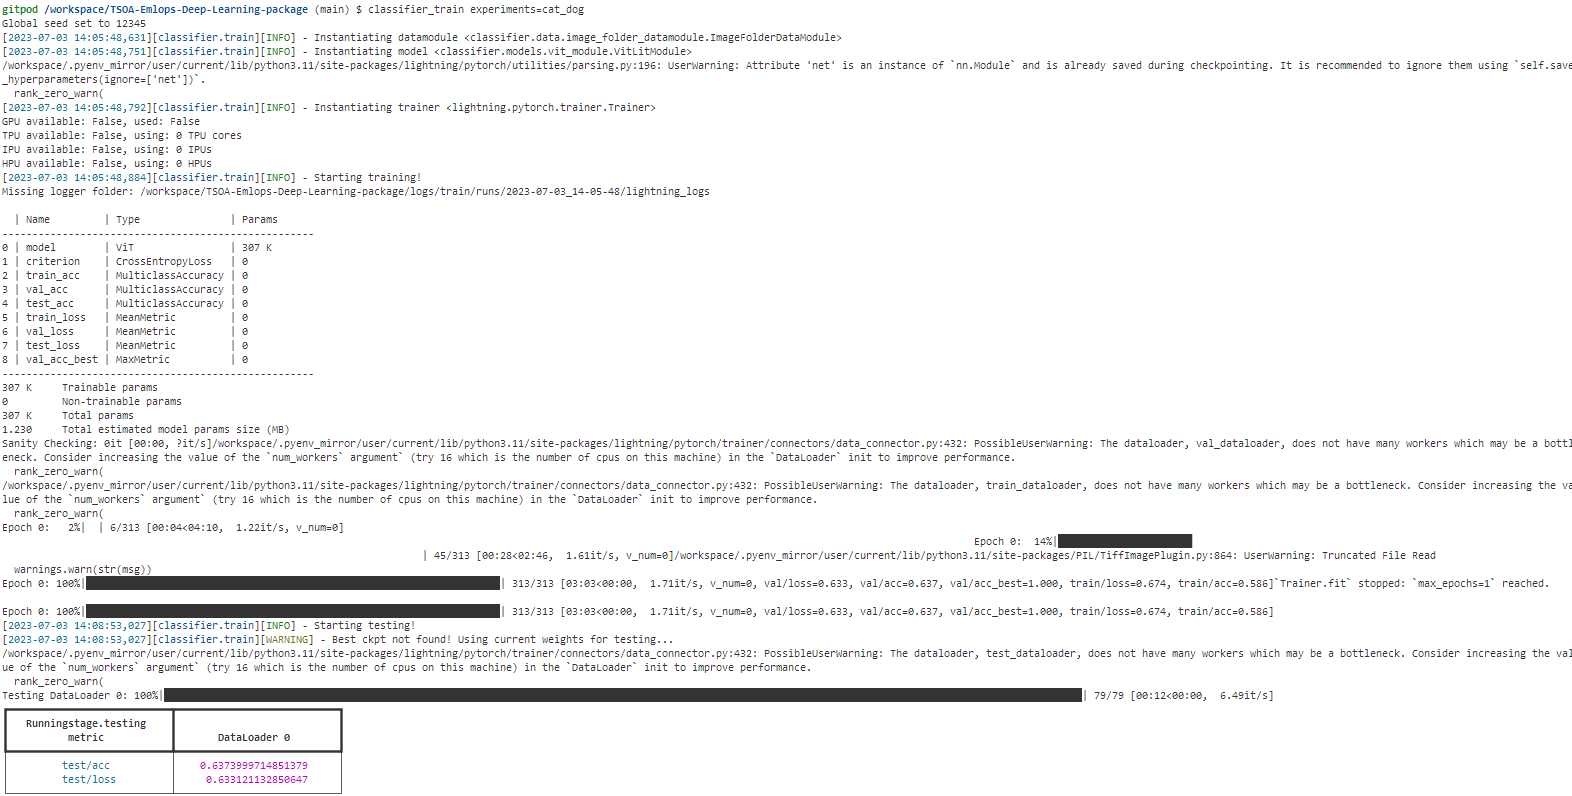 gitpod /workspace/TSOA-Emlops-Deep-Learning-package (main) $ classifier_train experiments=cat_dog
Global seed set to 12345
[2023-07-03 14:05:48,631][classifier.train][INFO] - Instantiating datamodule <classifier.data.image_folder_datamodule.ImageFolderDataModule>
[2023-07-03 14:05:48,751][classifier.train][INFO] - Instantiating model <classifier.models.vit_module.VitLitModule>
/workspace/.pyenv_mirror/user/current/lib/python3.11/site-packages/lightning/pytorch/utilities/parsing.py:196: UserWarning: Attribute 'net' is an instance of `nn.Module` and is already saved during checkpointing. It is recommended to ignore them using `self.save
_hyperparameters(ignore=['net'])`.
  rank_zero_warn(
[2023-07-03 14:05:48,792][classifier.train][INFO] - Instantiating trainer <lightning.pytorch.trainer.Trainer>
GPU available: False, used: False
TPU available: False, using: 0 TPU cores
IPU available: False, using: 0 IPUs
HPU available: False, using: 0 HPUs
[2023-07-03 14:05:48,884][classifier.train][INFO] - Starting training!
Missing logger folder: /workspace/TSOA-Emlops-Deep-Learning-package/logs/train/runs/2023-07-03_14-05-48/lightning_logs
  | Name         | Type               | Params
----------------------------------------------------
0 | model        | ViT                | 307 K
1 | criterion    | CrossEntropyLoss   | 0
2 | train_acc    | MulticlassAccuracy | 0
3 | val_acc      | MulticlassAccuracy | 0
4 | test_acc     | MulticlassAccuracy | 0
5 | train_loss   | MeanMetric         | 0
6 | val_loss     | MeanMetric         | 0
7 | test_loss    | MeanMetric         | 0
8 | val_acc_best | MaxMetric          | 0
----------------------------------------------------
307 K     Trainable params
0         Non-trainable params
307 K     Total params
1.230     Total estimated model params size (MB)
Sanity Checking: 0it [00:00, ?it/s]/workspace/.pyenv_mirror/user/current/lib/python3.11/site-packages/lightning/pytorch/trainer/connectors/data_connector.py:432: PossibleUserWarning: The dataloader, val_dataloader, does not have many workers which may be a bottl
eneck. Consider increasing the value of the `num_workers` argument` (try 16 which is the number of cpus on this machine) in the `DataLoader` init to improve performance.
  rank_zero_warn(
/workspace/.pyenv_mirror/user/current/lib/python3.11/site-packages/lightning/pytorch/trainer/connectors/data_connector.py:432: PossibleUserWarning: The dataloader, train_dataloader, does not have many workers which may be a bottleneck. Consider increasing the va
lue of the `num_workers` argument` (try 16 which is the number of cpus on this machine) in the `DataLoader` init to improve performance.
  rank_zero_warn(
Epoch 0:   2%|  | 6/313 [00:04<04:10,  1.22it/s, v_num=0]
Epoch 0:  14%|
| 45/313 [00:28<02:46,  1.61it/s, v_num=0]/workspace/.pyenv_mirror/user/current/lib/python3.11/site-packages/PIL/TiffImagePlugin.py:864: UserWarning: Truncated File Read
  warnings.warn(str(msg))
Epoch 0: 100%|| 313/313 [03:03<00:00,  1.71it/s, v_num=0, val/loss=0.633, val/acc=0.637, val/acc_best=1.000, train/loss=0.674, train/acc=0.586]`Trainer.fit` stopped: `max_epochs=1` reached.
Epoch 0: 100%|| 313/313 [03:03<00:00,  1.71it/s, v_num=0, val/loss=0.633, val/acc=0.637, val/acc_best=1.000, train/loss=0.674, train/acc=0.586]
[2023-07-03 14:08:53,027][classifier.train][INFO] - Starting testing!
[2023-07-03 14:08:53,027][classifier.train][WARNING] - Best ckpt not found! Using current weights for testing...
/workspace/.pyenv_mirror/user/current/lib/python3.11/site-packages/lightning/pytorch/trainer/connectors/data_connector.py:432: PossibleUserWarning: The dataloader, test_dataloader, does not have many workers which may be a bottleneck. Consider increasing the val
ue of the `num_workers` argument` (try 16 which is the number of cpus on this machine) in the `DataLoader` init to improve performance.
  rank_zero_warn(
Testing DataLoader 0: 100%|| 79/79 [00:12<00:00,  6.49it/s]
Runningstage.testing
metric DataLoader 0
test/acc 0.6373999714851379
test/loss 0.633121132850647